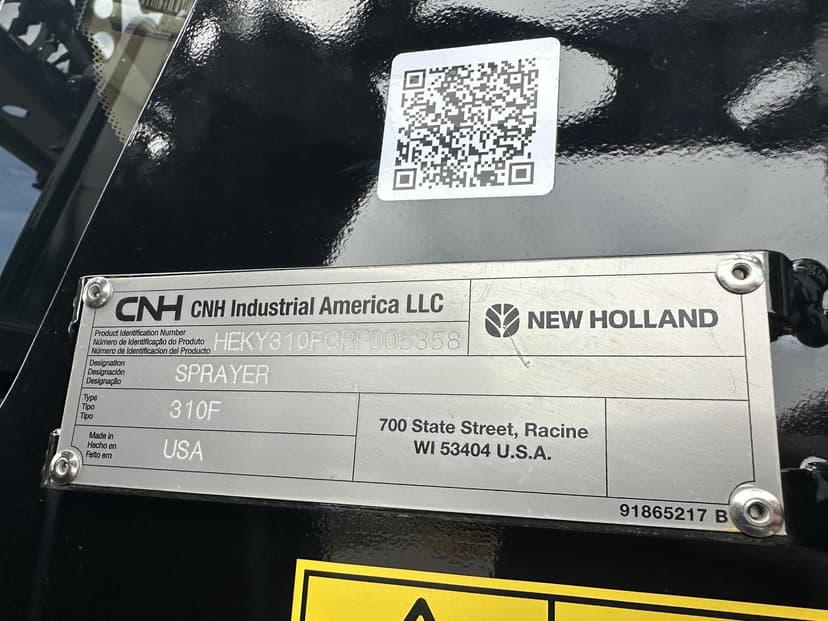 CNH CNH Industrial America LLC
NEW HOLLAND
Product Identification Number
Número de Identificação do Produto
Número de Identificacion del Producto
HEKY310FCRF005858
Designation
Designación
Designação
SPRAYER
Type
Tipo
Tipo
310F
Made in
Hecho en
Feito em
USA
700 State Street, Racine
WI 53404 U.S.A.
91865217 B